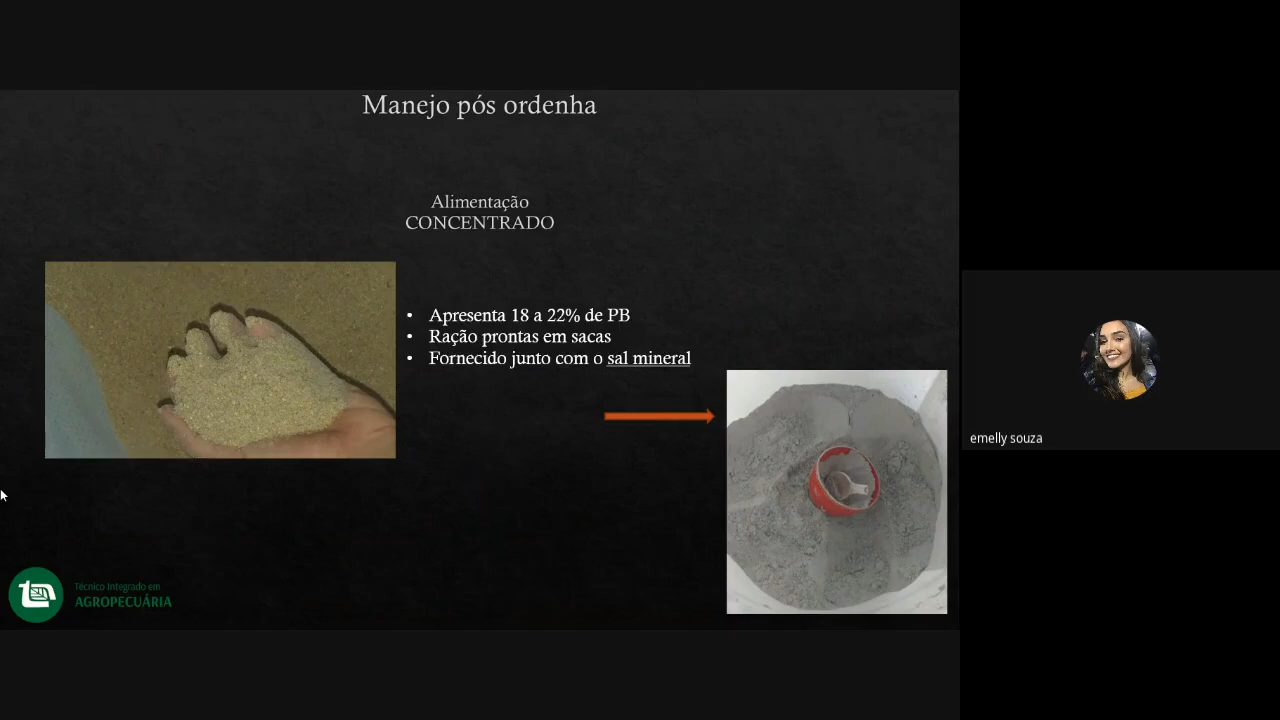 Manejo pós ordenha
Alimentação
CONCENTRADO
• Apresenta 18 a 22% de PB
• Ração prontas em sacas
• Fornecido junto com o sal mineral
emelly souza
Técnico Integrado em
AGROPECUÁRIA